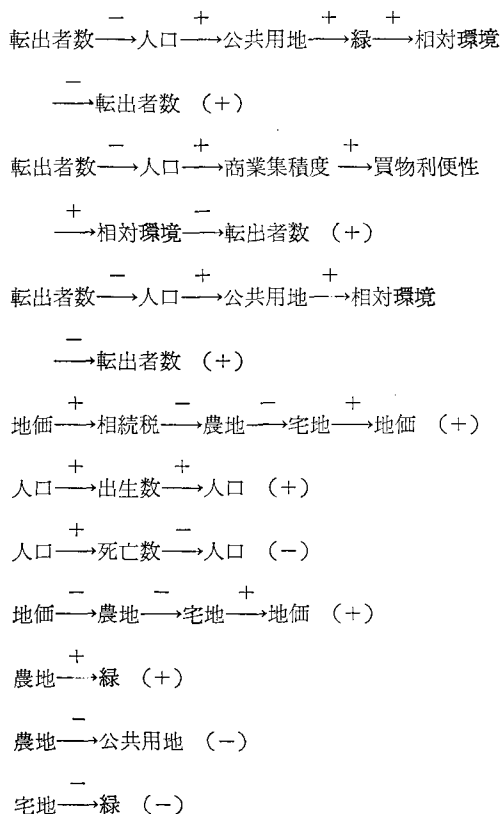 転出者数 −→ 人口 +→ 公共用地 +→ 緑 +→ 相対環境
−→ 転出者数 (+)
転出者数 −→ 人口 +→ 商業集積度 +→ 買物利便性
+→ 相対環境 −→ 転出者数 (+)
転出者数 −→ 人口 +→ 公共用地 +→ 相対環境
−→ 転出者数 (+)
地価 +→ 相続税 −→ 農地 −→ 宅地 +→ 地価 (+)
人口 +→ 出生数 +→ 人口 (+)
人口 +→ 死亡数 −→ 人口 (−)
地価 −→ 農地 −→ 宅地 +→ 地価 (+)
農地 +→ 緑 (+)
農地 −→ 公共用地 (−)
宅地 −→ 緑 (−)